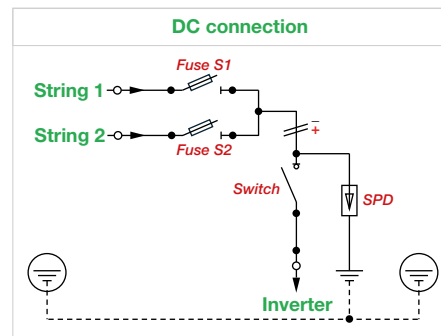 DC connection
Fuse S1
String 1
String 2
Fuse S2
−
+
Switch
SPD
Inverter